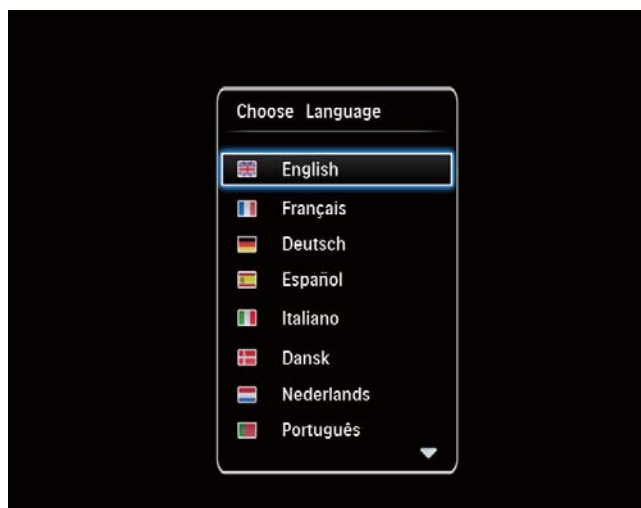 Choose Language
English
Français
Deutsch
Español
Italiano
Dansk
Nederlands
Português